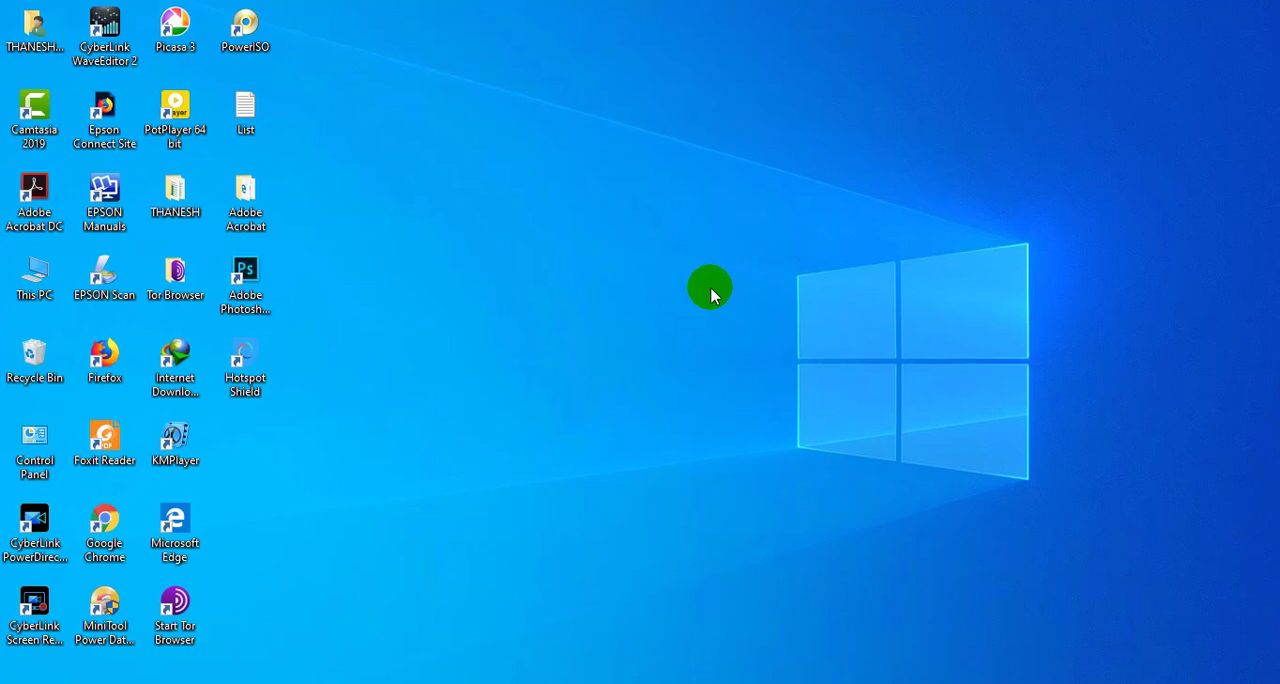 THANESH...
CyberLink
WaveEditor 2
Picasa 3
PowerISO
Camtasia
2019
Epson
Connect Site
PotPlayer 64
bit
List
Adobe
Acrobat DC
EPSON
Manuals
THANESH
Adobe
Acrobat
This PC
EPSON Scan
Tor Browser
Adobe
Photosh...
Recycle Bin
Firefox
Internet
Downlo...
Hotspot
Shield
Control
Panel
Foxit Reader
KMPlayer
CyberLink
PowerDirec...
Google
Chrome
Microsoft
Edge
CyberLink
Screen Re...
MiniTool
Power Dat...
Start Tor
Browser